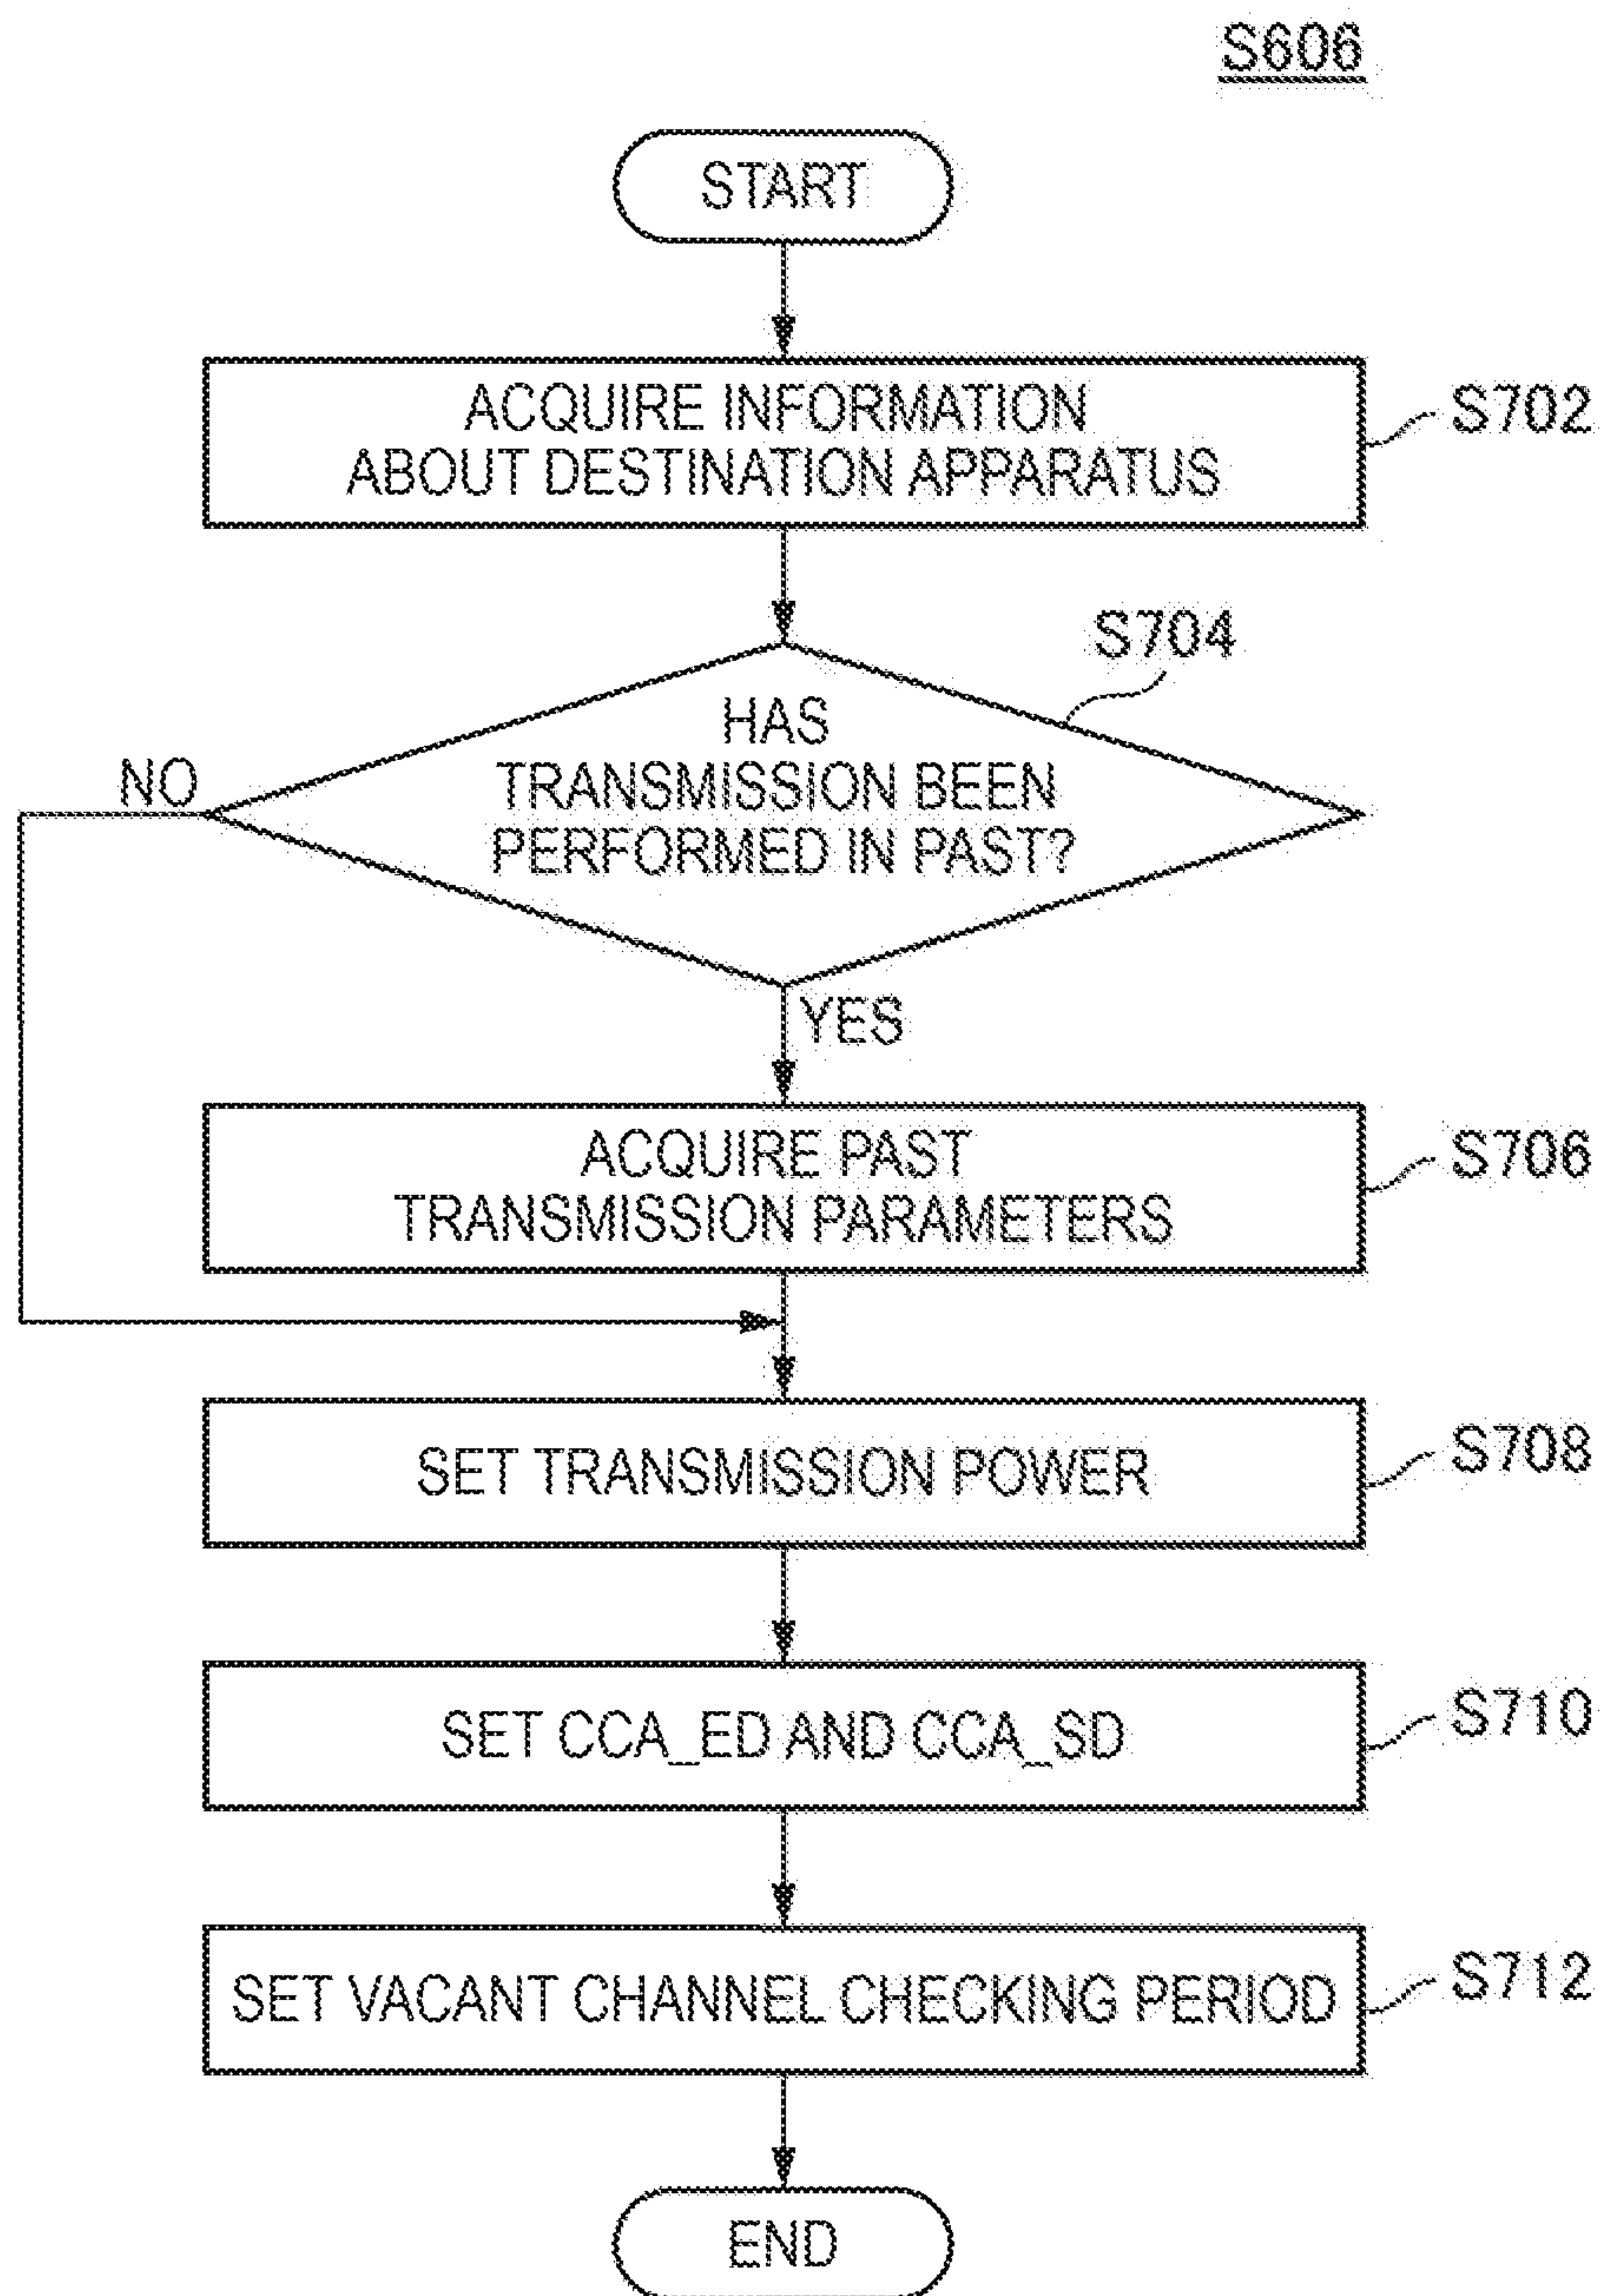 S606
START
ACQUIRE INFORMATION
ABOUT DESTINATION APPARATUS
S702
S704
HAS
TRANSMISSION BEEN
PERFORMED IN PAST?
NO
YES
ACQUIRE PAST
TRANSMISSION PARAMETERS
S706
SET TRANSMISSION POWER
S708
SET CCA_ED AND CCA_SD
S710
SET VACANT CHANNEL CHECKING PERIOD
S712
END